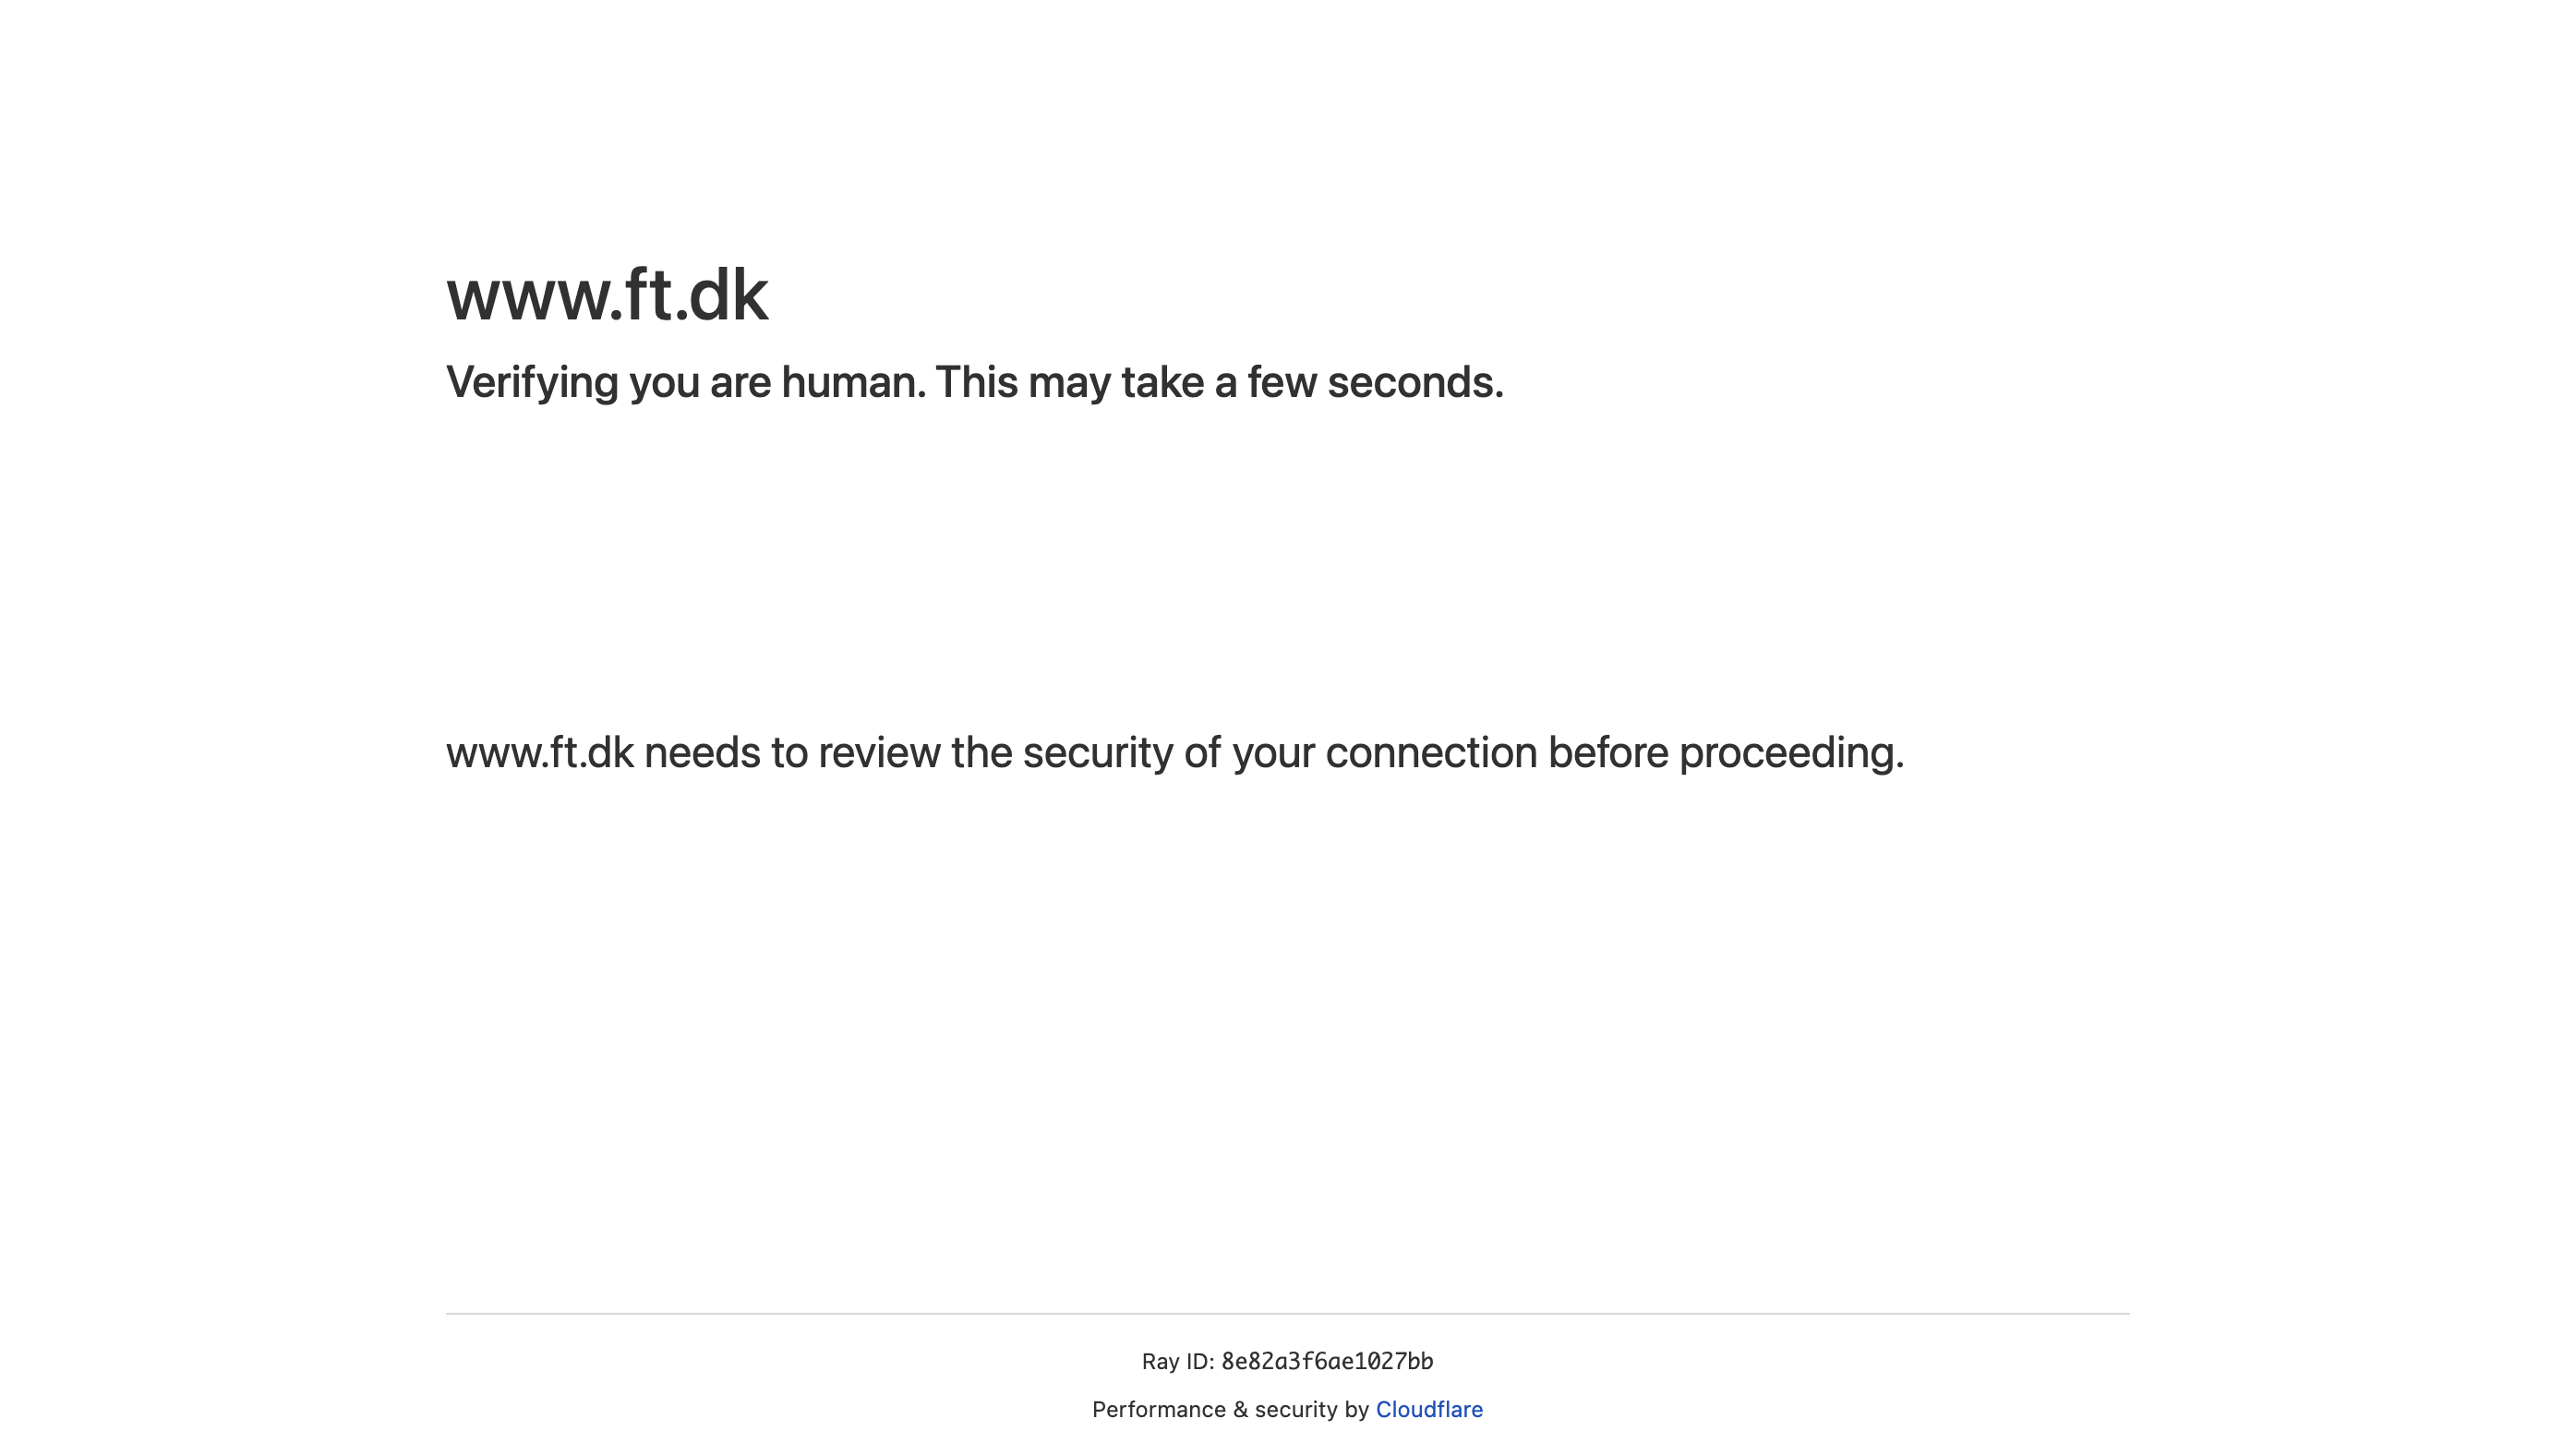 www.ft.dk
Verifying you are human. This may take a few seconds.
www.ft.dk needs to review the security of your connection before proceeding.
Ray ID: 8e82a3f6ae1027bb
Performance & security by Cloudflare